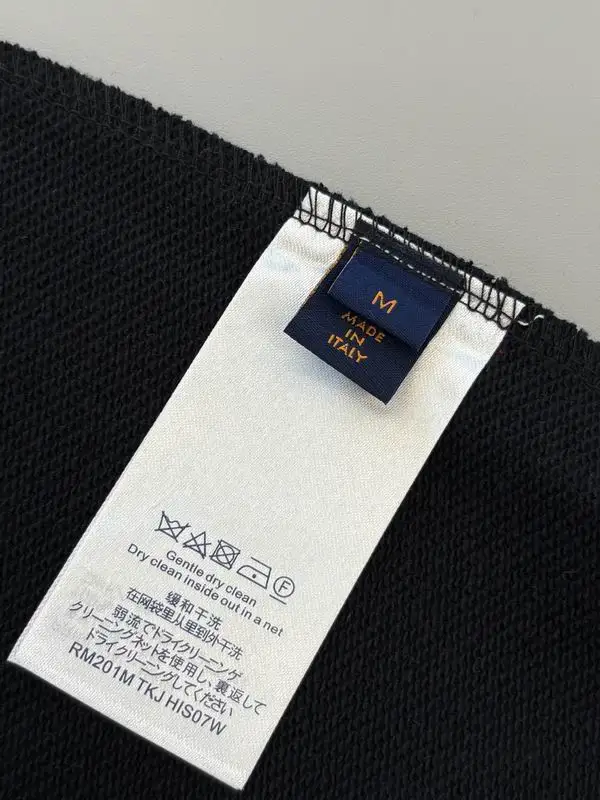 M
MADE
IN
ITALY
F
Gentle dry clean
Dry clean inside out in a net
缓和干洗
在网袋里从里到外干洗
弱流でドライクリーニング
クリーニングネットを使用し、裏返して
ドライクリーニングしてください
RM201M TKJ HIS07W